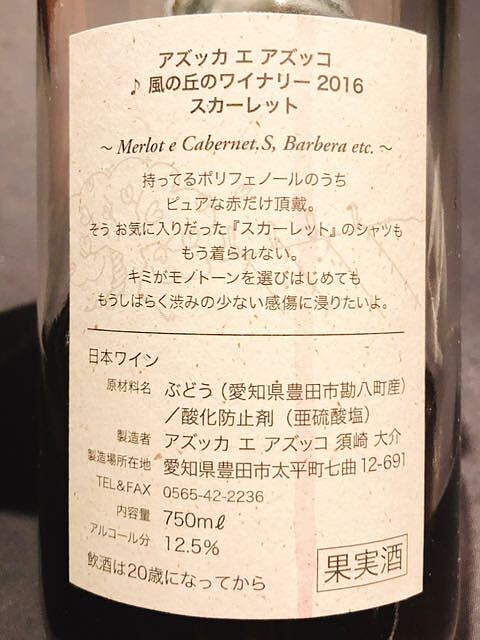 アズッカ エ アズッコ
♪ 風の丘のワイナリー 2016
スカーレット
～ Merlot e Cabernet.S, Barbera etc. ～
持ってるポリフェノールのうち
ピュアな赤だけ頂戴。
そう お気に入りだった『スカーレット』のシャツも
もう着られない。
キミがモノトーンを選びはじめても
もうしばらく渋みの少ない感傷に浸りたいよ。
日本ワイン
原材料名 ぶどう（愛知県豊田市勘八町産）
／酸化防止剤（亜硫酸塩）
製造者 アズッカ エ アズッコ 須崎 大介
製造場所在地 愛知県豊田市太平町七曲12-691
TEL&FAX 0565-42-2236
内容量 750mℓ
アルコール分 12.5%
飲酒は20歳になってから
果実酒